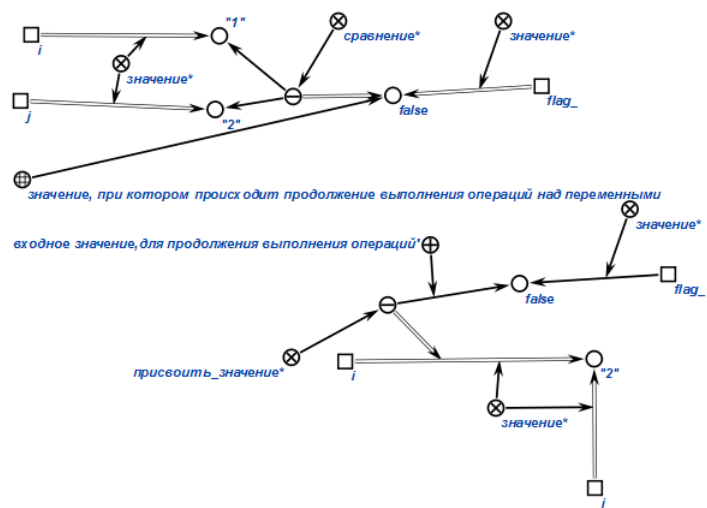 "1"
i
сравнение*
значение*
значение*
j
"2"
false
flag_
значение, при котором происходит продолжение выполнения операций над переменными
значение*
входное значение,для продолжения выполнения операций'
false
flag_
присвоить_значение*
i
"2"
значение*
j